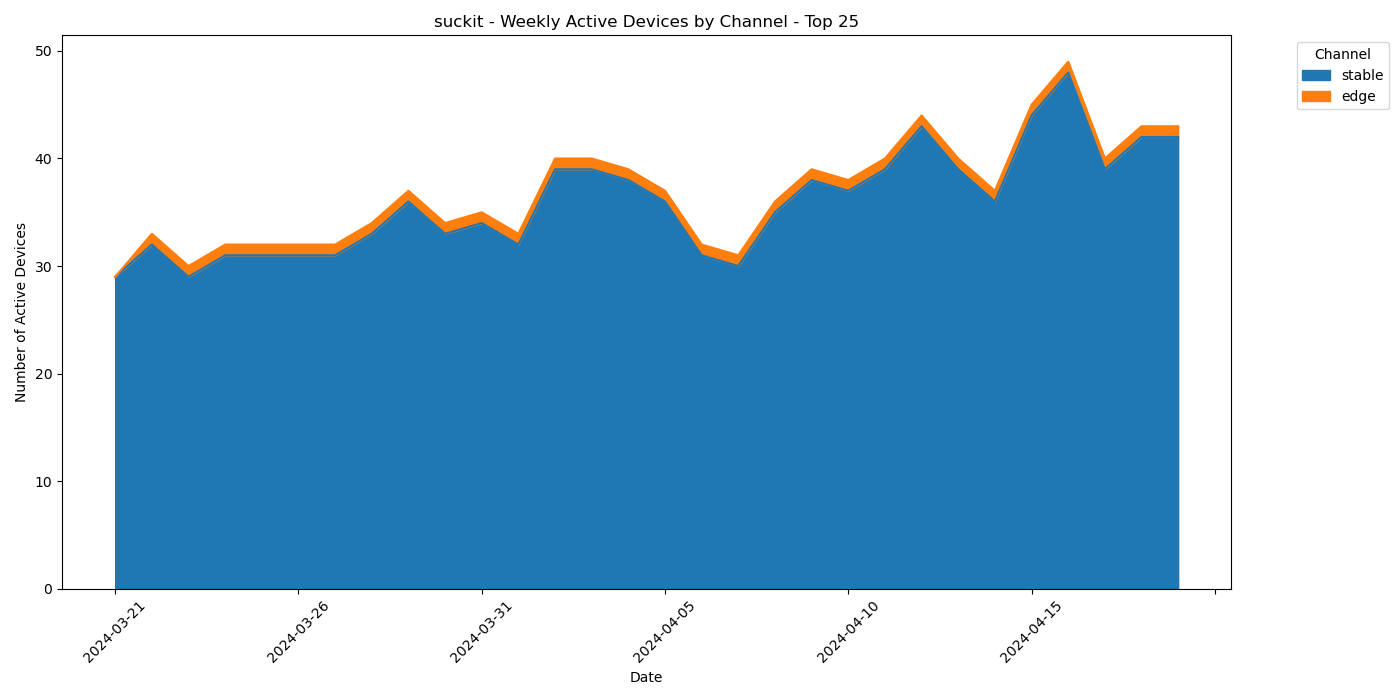 suckit - Weekly Active Devices by Channel - Top 25
Channel
stable
edge
Number of Active Devices
50
40
30
20
10
0
2024-03-21
2024-03-26
2024-03-31
2024-04-05
2024-04-10
2024-04-15
Date